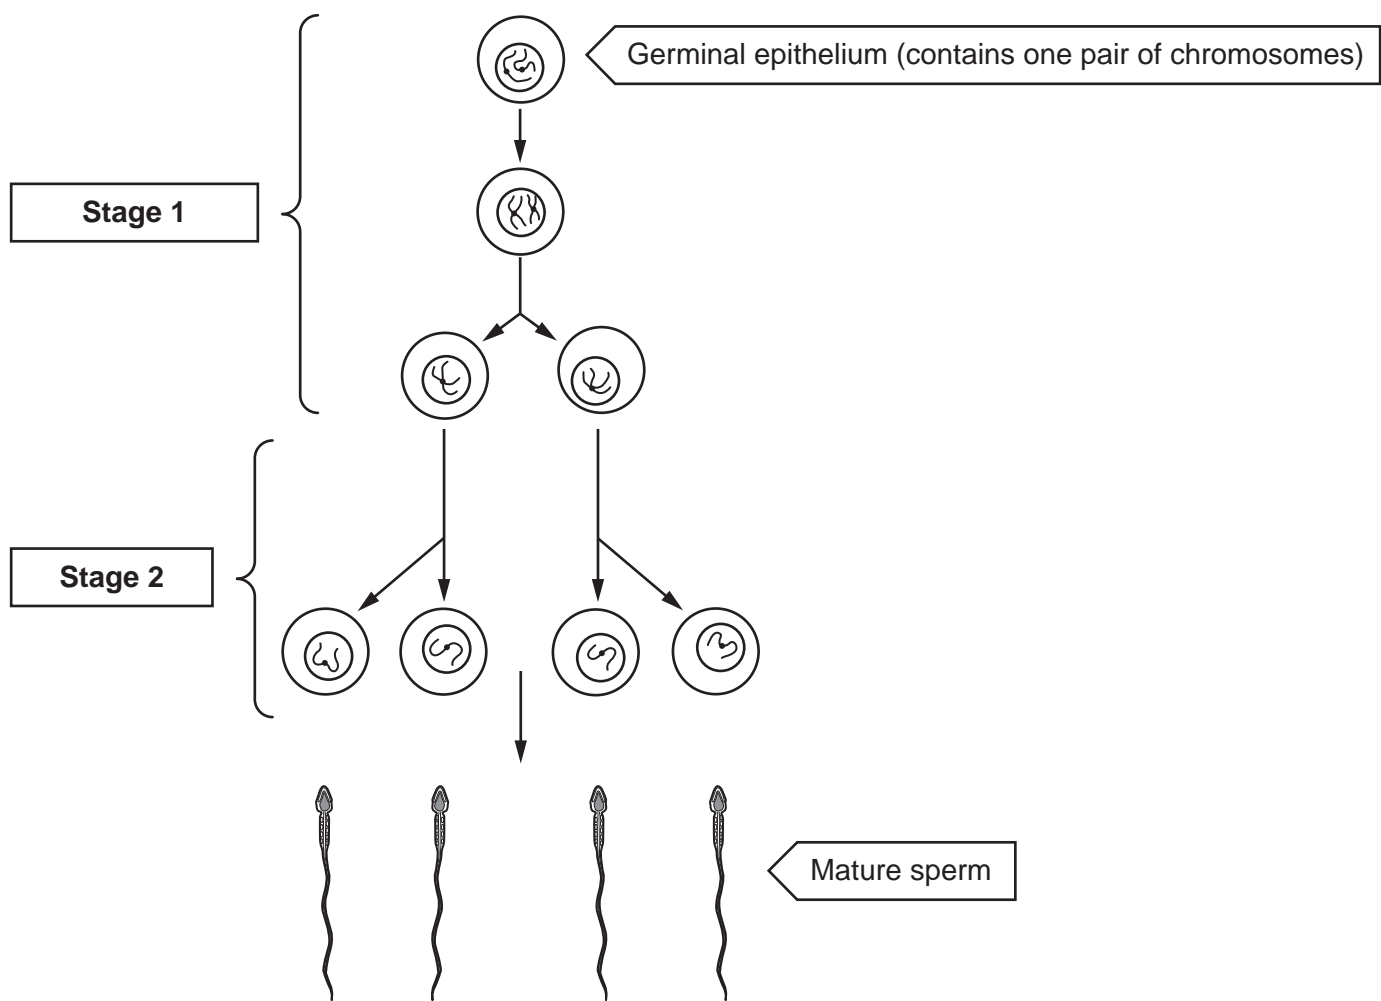 Germinal epithelium (contains one pair of chromosomes)
Stage 1
Stage 2
Mature sperm